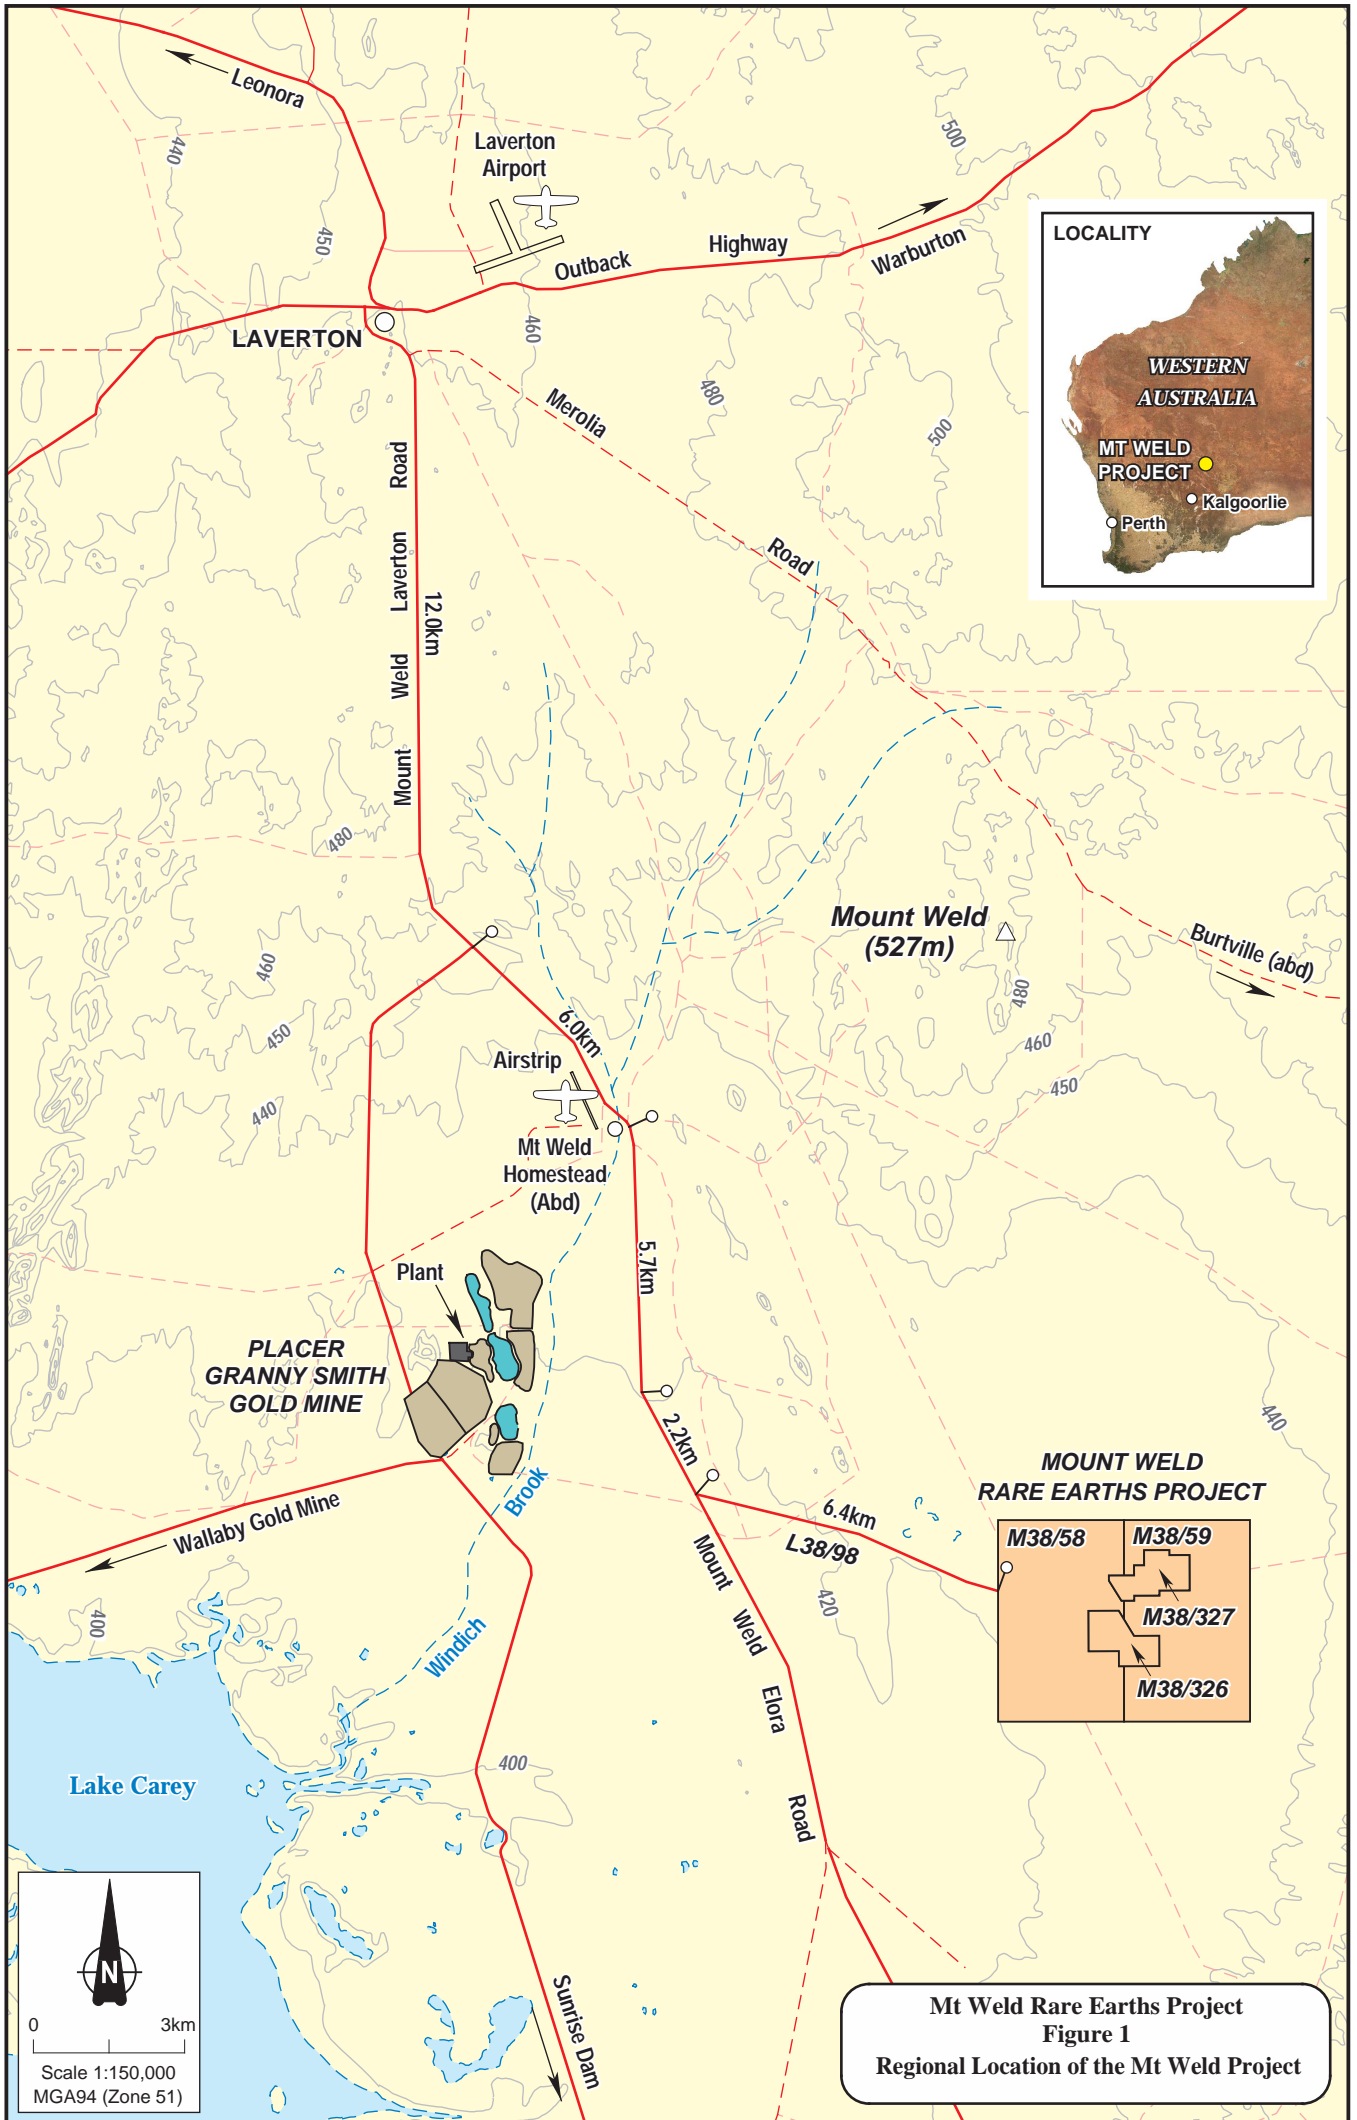 Leonora
440
450
Laverton
Airport
500
Outback
Highway
Warburton
LOCALITY
WESTERN
AUSTRALIA
MT WELD
PROJECT
Kalgoorlie
Perth
LAVERTON
460
480
500
Merolia
Road
Mount Weld Laverton Road
12.0km
480
Mount Weld
(527m)
Burtville (abd)
480
460
450
460
450
440
6.0km
Airstrip
Mt Weld
Homestead
(Abd)
5.7km
Plant
PLACER
GRANNY SMITH
GOLD MINE
2.2km
440
MOUNT WELD
RARE EARTHS PROJECT
M38/58
M38/59
M38/327
M38/326
6.4km
L38/98
420
Wallaby Gold Mine
Windich Brook
Mount Weld Elora Road
400
400
Lake Carey
Sunrise Dam
N
0
3km
Scale 1:150,000
MGA94 (Zone 51)
Mt Weld Rare Earths Project
Figure 1
Regional Location of the Mt Weld Project